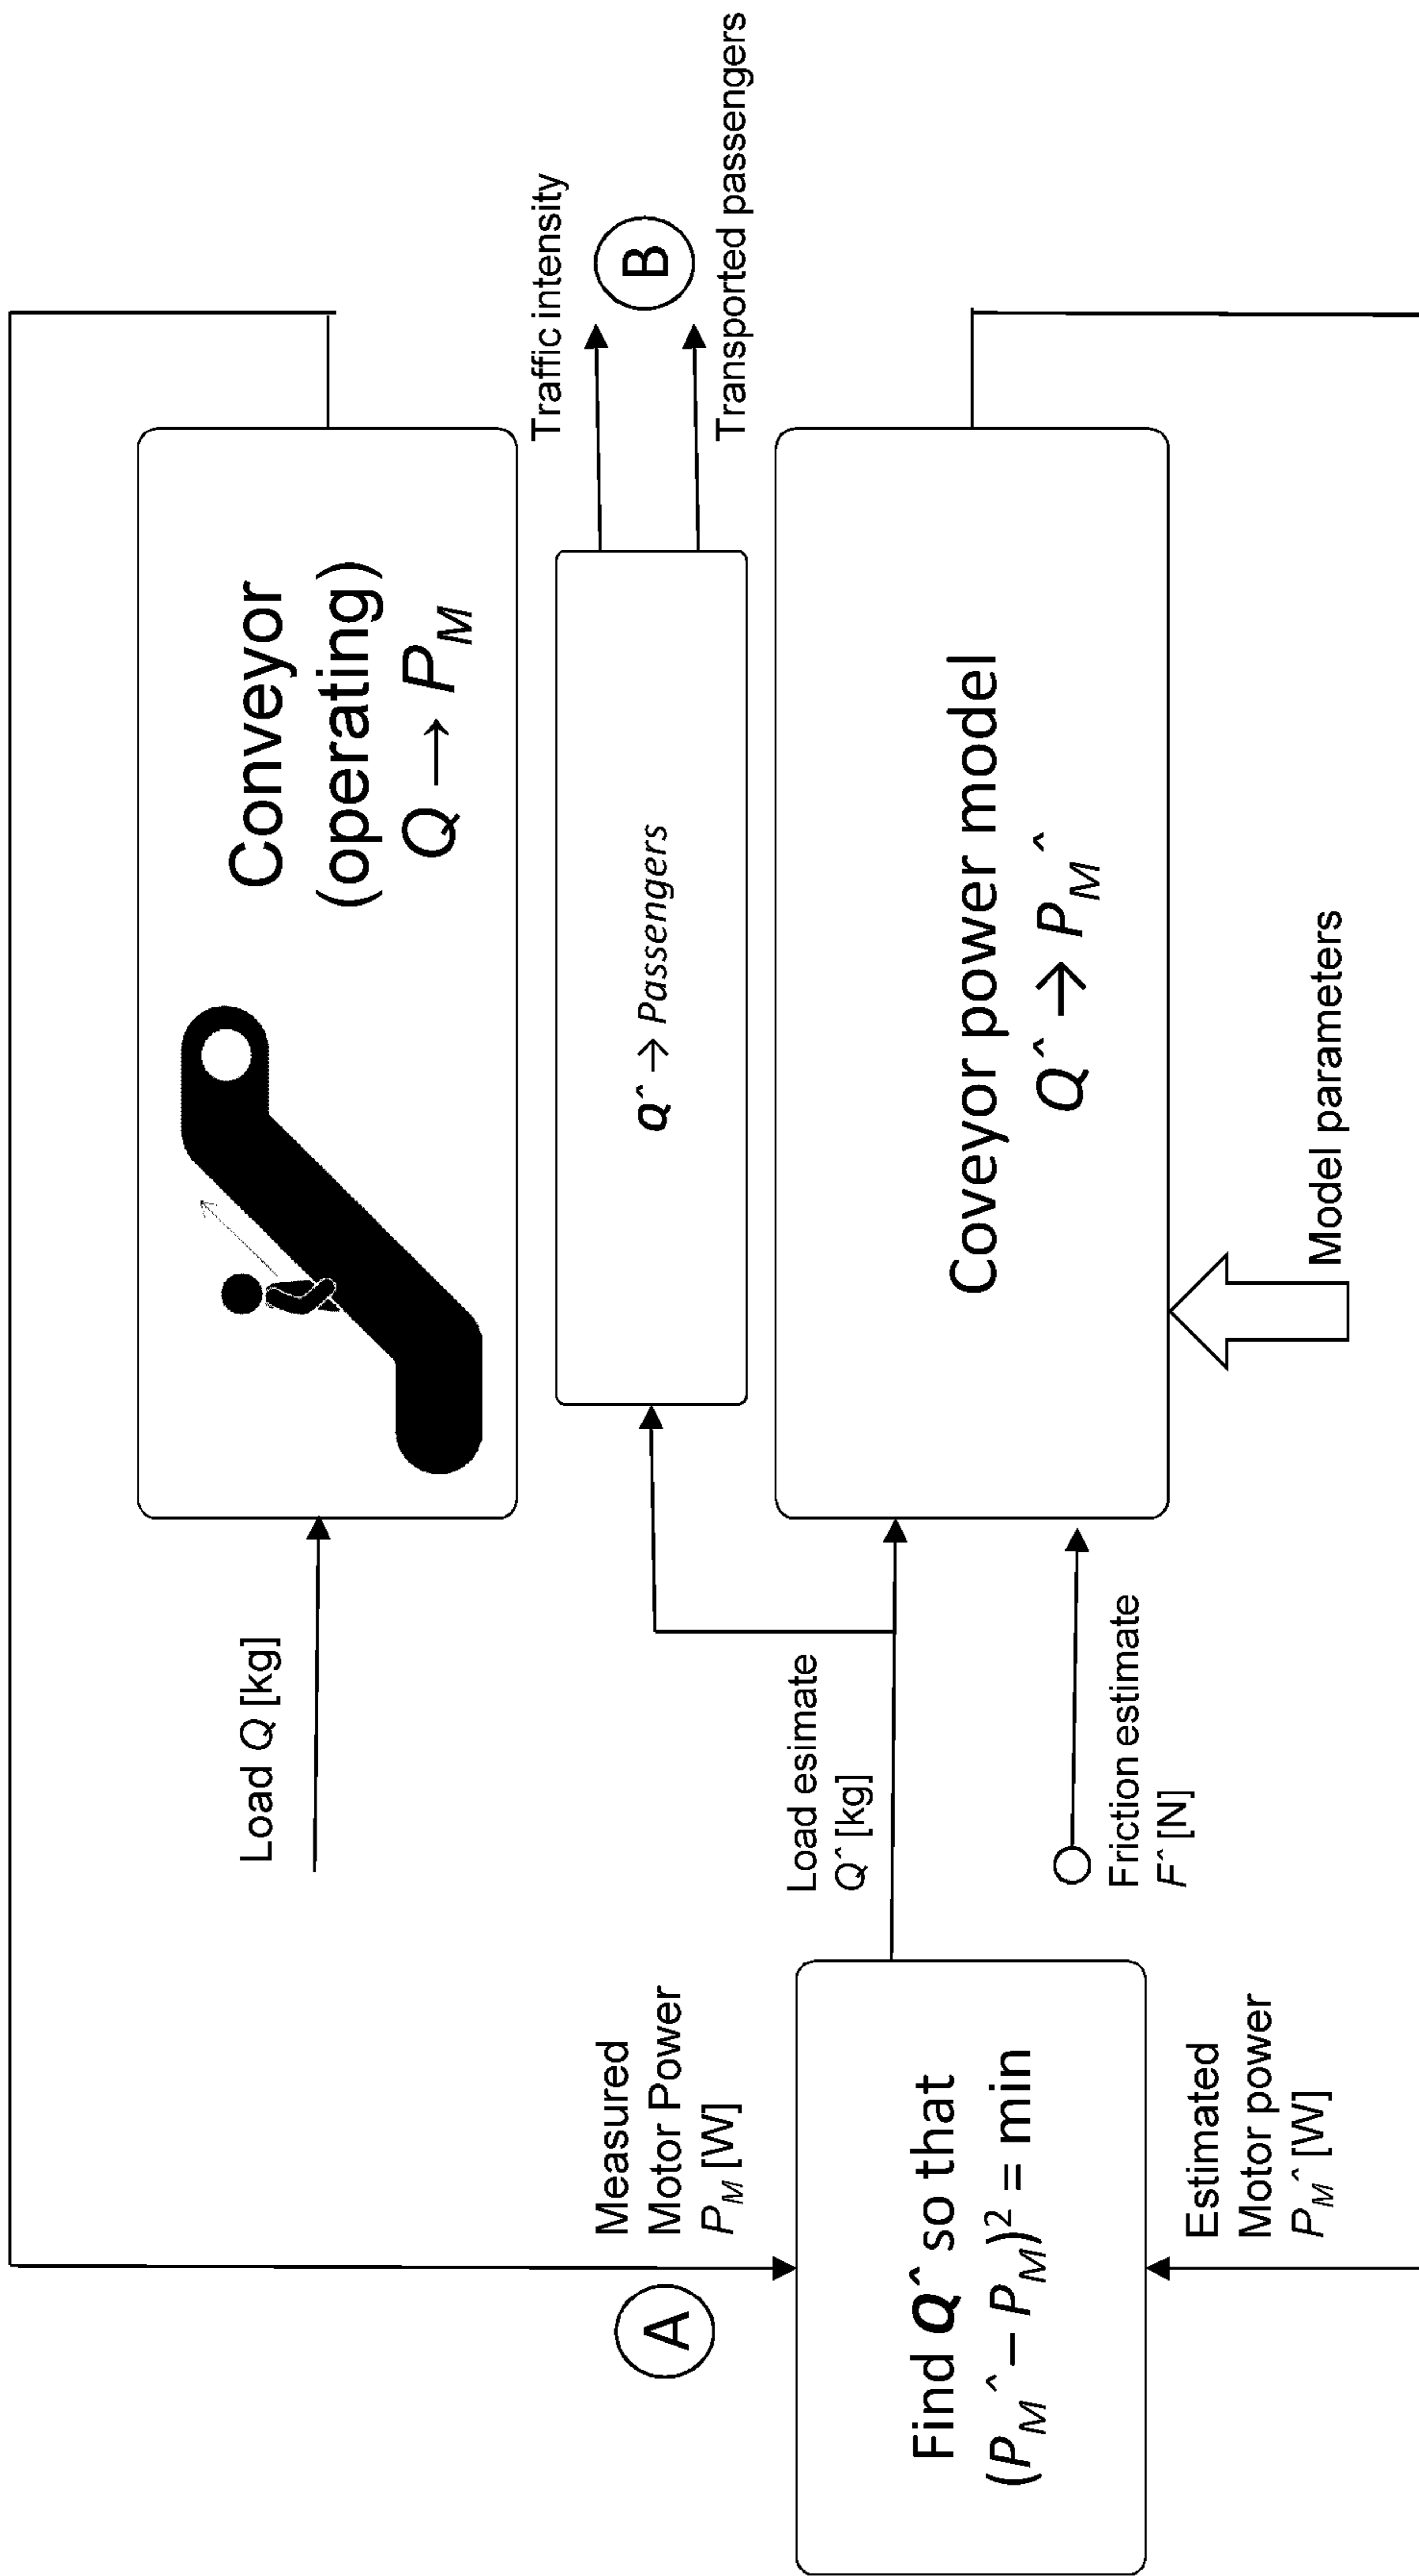 Load Q [kg]
Conveyor
(operating)
Q → P_M
Measured
Motor Power
P_M [W]
A
Q^ → Passengers
Traffic intensity
B
Transported passengers
Find Q^ so that
(P_M^ – P_M)² = min
Load esimate
Q^ [kg]
Coveyor power model
Q^ → P_M^
Friction estimate
F^ [N]
Estimated
Motor power
P_M^ [W]
Model parameters